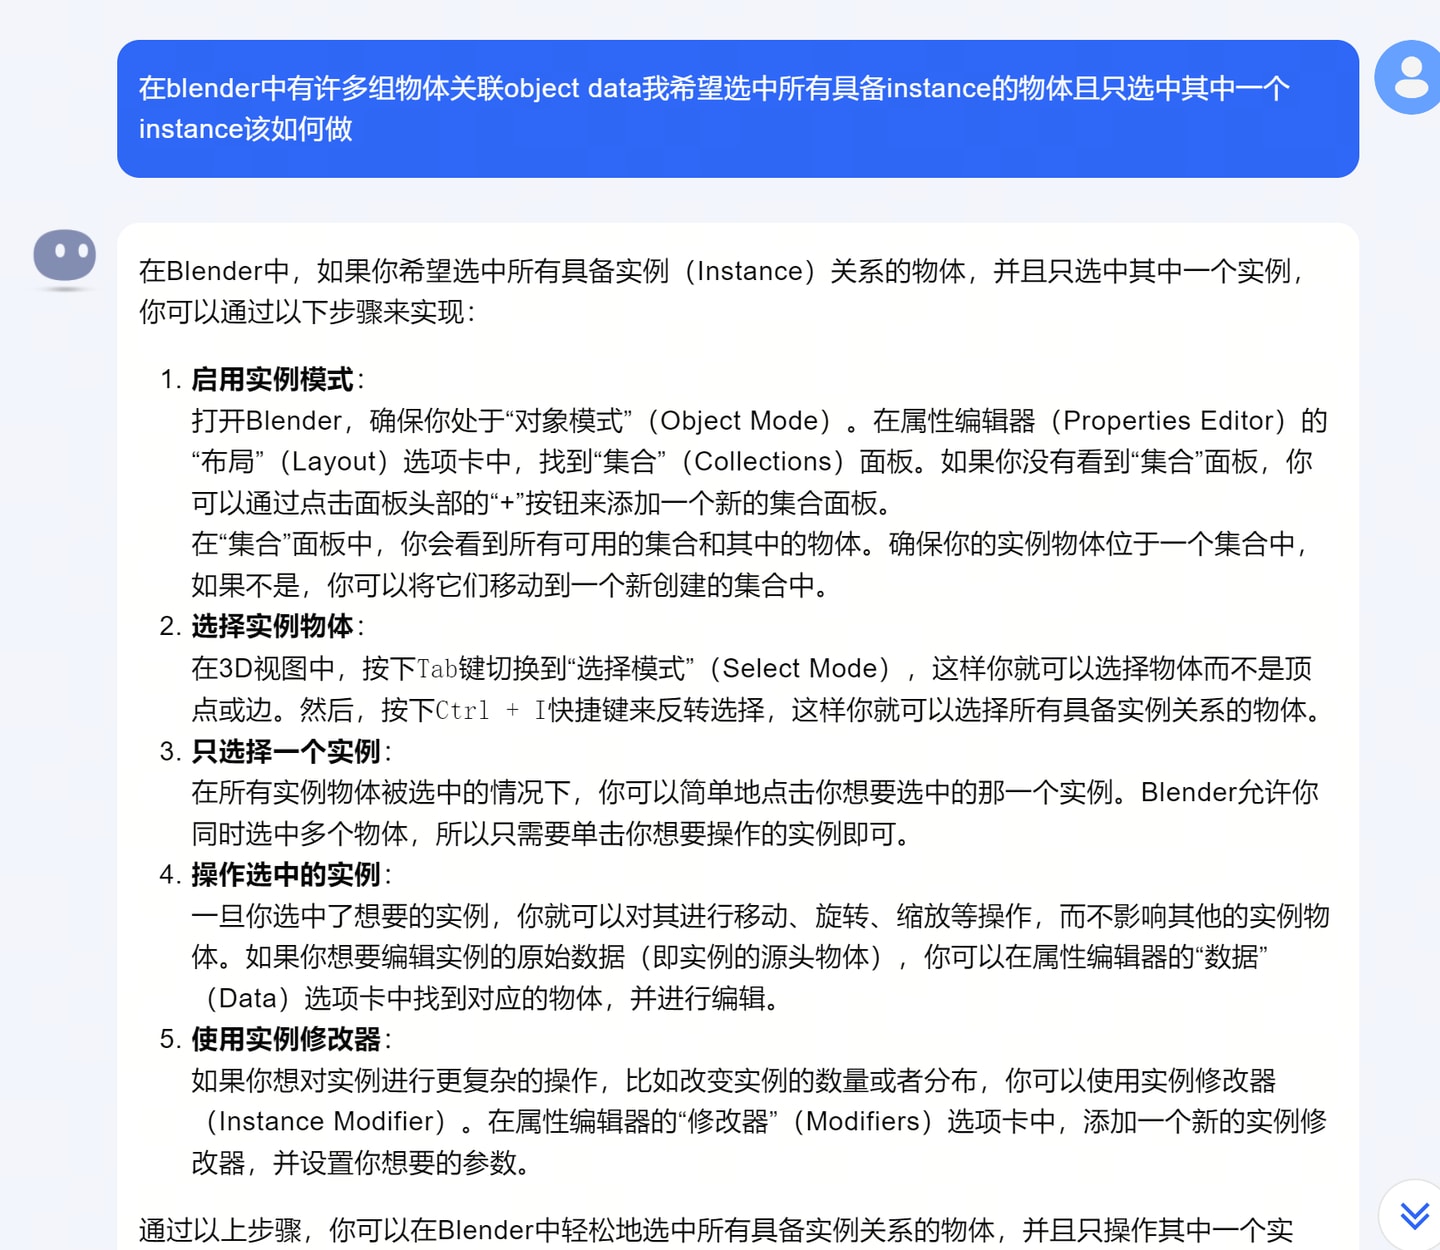 在blender中有许多组物体关联object data我希望选中所有具备instance的物体且只选中其中一个
instance该如何做
在Blender中，如果你希望选中所有具备实例（Instance）关系的物体，并且只选中其中一个实例，
你可以通过以下步骤来实现：
1. 启用实例模式：
打开Blender，确保你处于“对象模式”（Object Mode）。在属性编辑器（Properties Editor）的
“布局”（Layout）选项卡中，找到“集合”（Collections）面板。如果你没有看到“集合”面板，你
可以通过点击面板头部的“+”按钮来添加一个新的集合面板。
在“集合”面板中，你会看到所有可用的集合和其中的物体。确保你的实例物体位于一个集合中，
如果不是，你可以将它们移动到一个新创建的集合中。
2. 选择实例物体：
在3D视图中，按下Tab键切换到“选择模式”（Select Mode），这样你就可以选择物体而不是顶
点或边。然后，按下Ctrl + I快捷键来反转选择，这样你就可以选择所有具备实例关系的物体。
3. 只选择一个实例：
在所有实例物体被选中的情况下，你可以简单地点击你想要选中的那一个实例。Blender允许你
同时选中多个物体，所以只需要单击你想要操作的实例即可。
4. 操作选中的实例：
一旦你选中了想要的实例，你就可以对其进行移动、旋转、缩放等操作，而不影响其他的实例物
体。如果你想要编辑实例的原始数据（即实例的源头物体），你可以在属性编辑器的“数据”
（Data）选项卡中找到对应的物体，并进行编辑。
5. 使用实例修改器：
如果你想对实例进行更复杂的操作，比如改变实例的数量或者分布，你可以使用实例修改器
（Instance Modifier）。在属性编辑器的“修改器”（Modifiers）选项卡中，添加一个新的实例修
改器，并设置你想要的参数。
通过以上步骤，你可以在Blender中轻松地选中所有具备实例关系的物体，并且只操作其中一个实